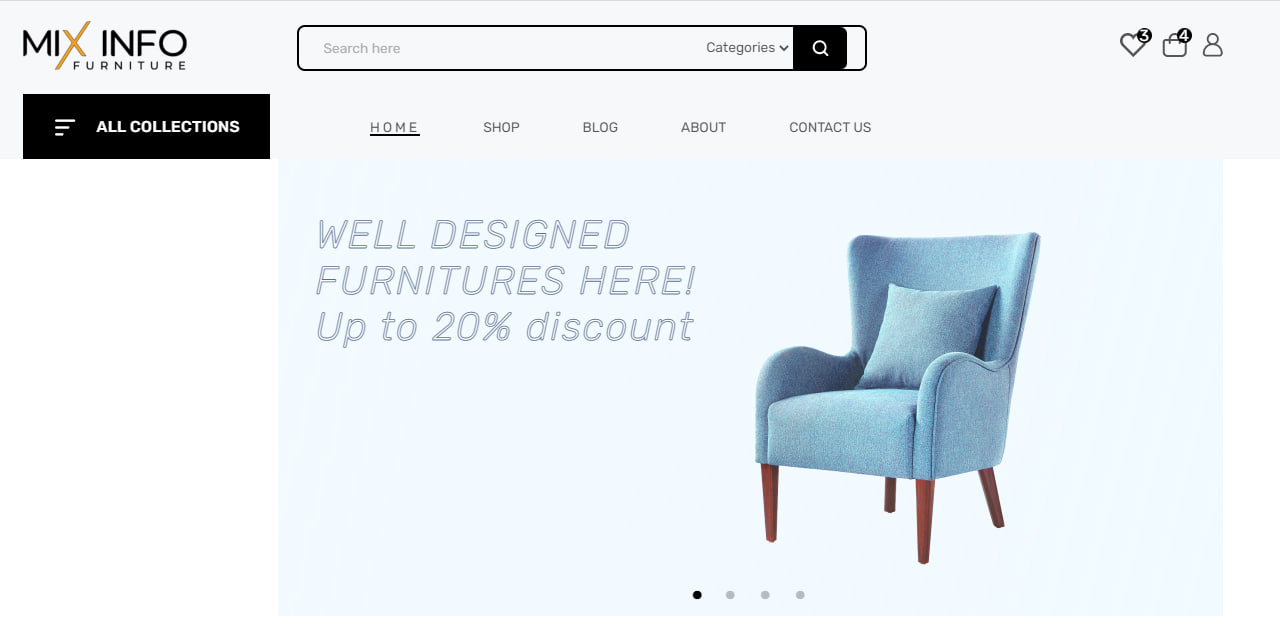 MIX INFO
FURNITURE
Search here
Categories
3
4
ALL COLLECTIONS
HOME
SHOP
BLOG
ABOUT
CONTACT US
WELL DESIGNED
FURNITURES HERE!
Up to 20% discount